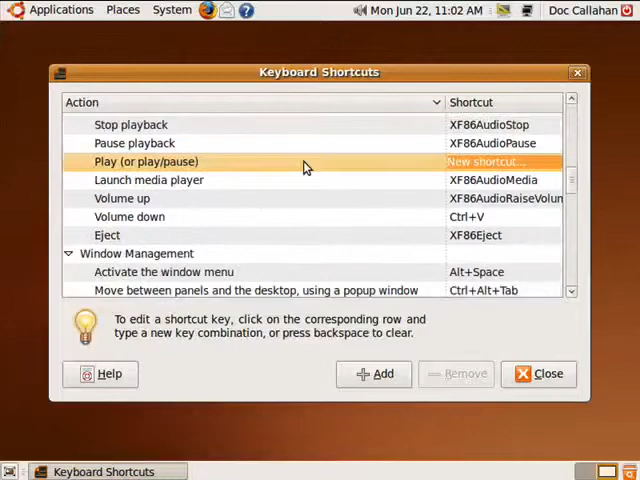 Applications Places System Mon Jun 22, 11:02 AM Doc Callahan
Keyboard Shortcuts
Action Shortcut
Stop playback XF86AudioStop
Pause playback XF86AudioPause
Play (or play/pause) New shortcut...
Launch media player XF86AudioMedia
Volume up XF86AudioRaiseVolun
Volume down Ctrl+V
Eject XF86Eject
Window Management
Activate the window menu Alt+Space
Move between panels and the desktop, using a popup window Ctrl+Alt+Tab
To edit a shortcut key, click on the corresponding row and
type a new key combination, or press backspace to clear.
Help Add Remove Close
Keyboard Shortcuts